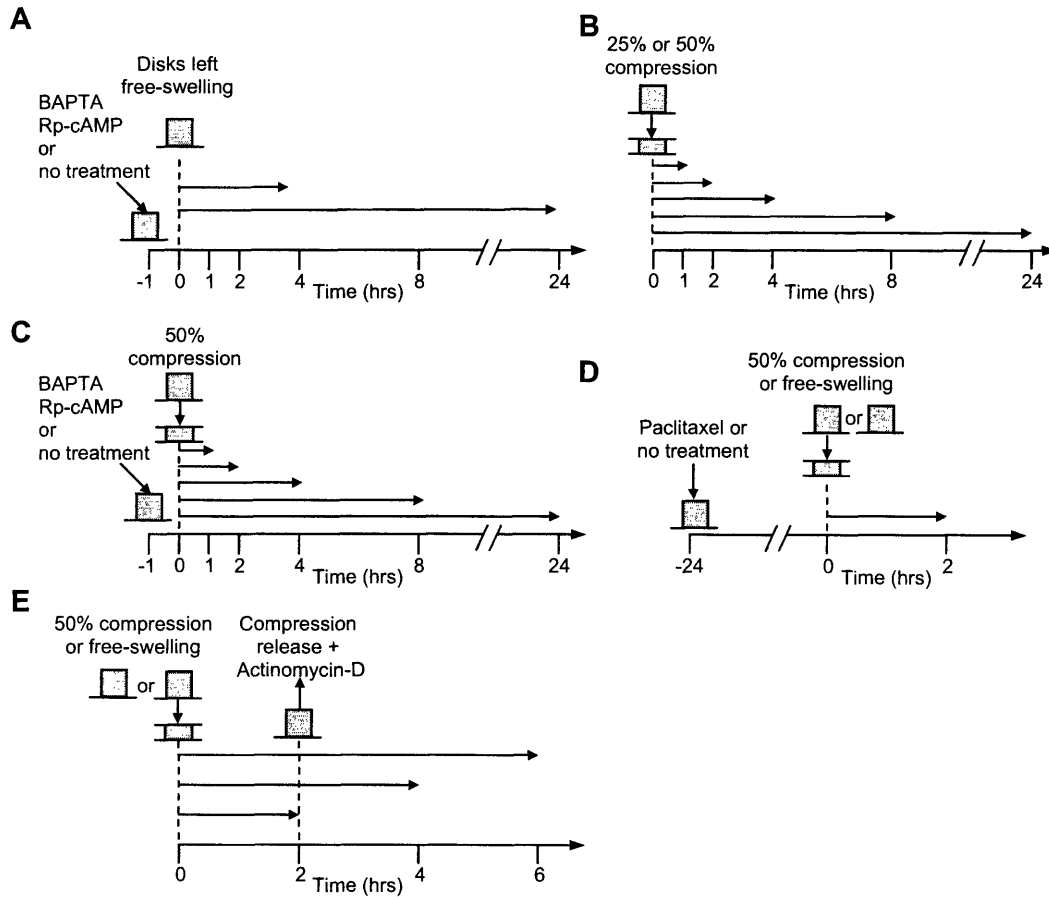 A
Disks left
free-swelling
BAPTA
Rp-cAMP
or
no treatment
-1 0 1 2 4 8 24
Time (hrs)
B
25% or 50%
compression
0 1 2 4 8 24
Time (hrs)
C
50%
compression
BAPTA
Rp-cAMP
or
no treatment
-1 0 1 2 4 8 24
Time (hrs)
D
50% compression
or free-swelling
or
Paclitaxel or
no treatment
-24 0 2
Time (hrs)
E
50% compression
or free-swelling
or
Compression
release +
Actinomycin-D
0 2 4 6
Time (hrs)